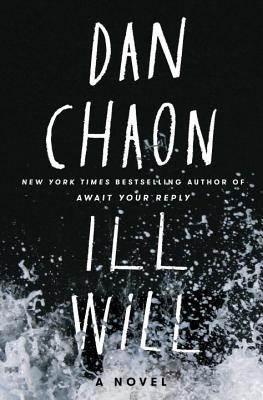 DAN
CHAON
NEW YORK TIMES BESTSELLING AUTHOR OF
AWAIT YOUR REPLY
ILL
WiLL
A NOVEL